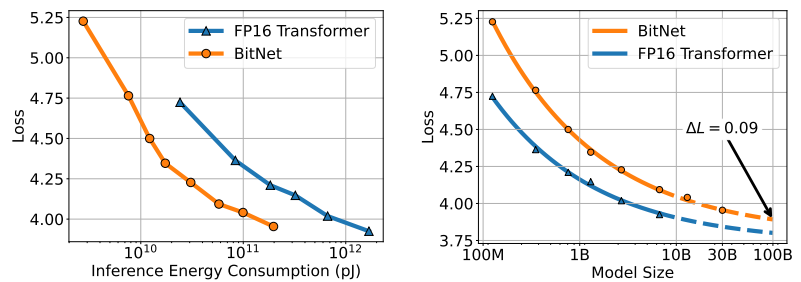 5.25
5.00
4.75
4.50
4.25
4.00
Loss
FP16 Transformer
BitNet
10^10
10^11
10^12
Inference Energy Consumption (pJ)
5.25
5.00
4.75
4.50
4.25
4.00
3.75
Loss
BitNet
FP16 Transformer
ΔL = 0.09
100M
1B
10B
30B
100B
Model Size